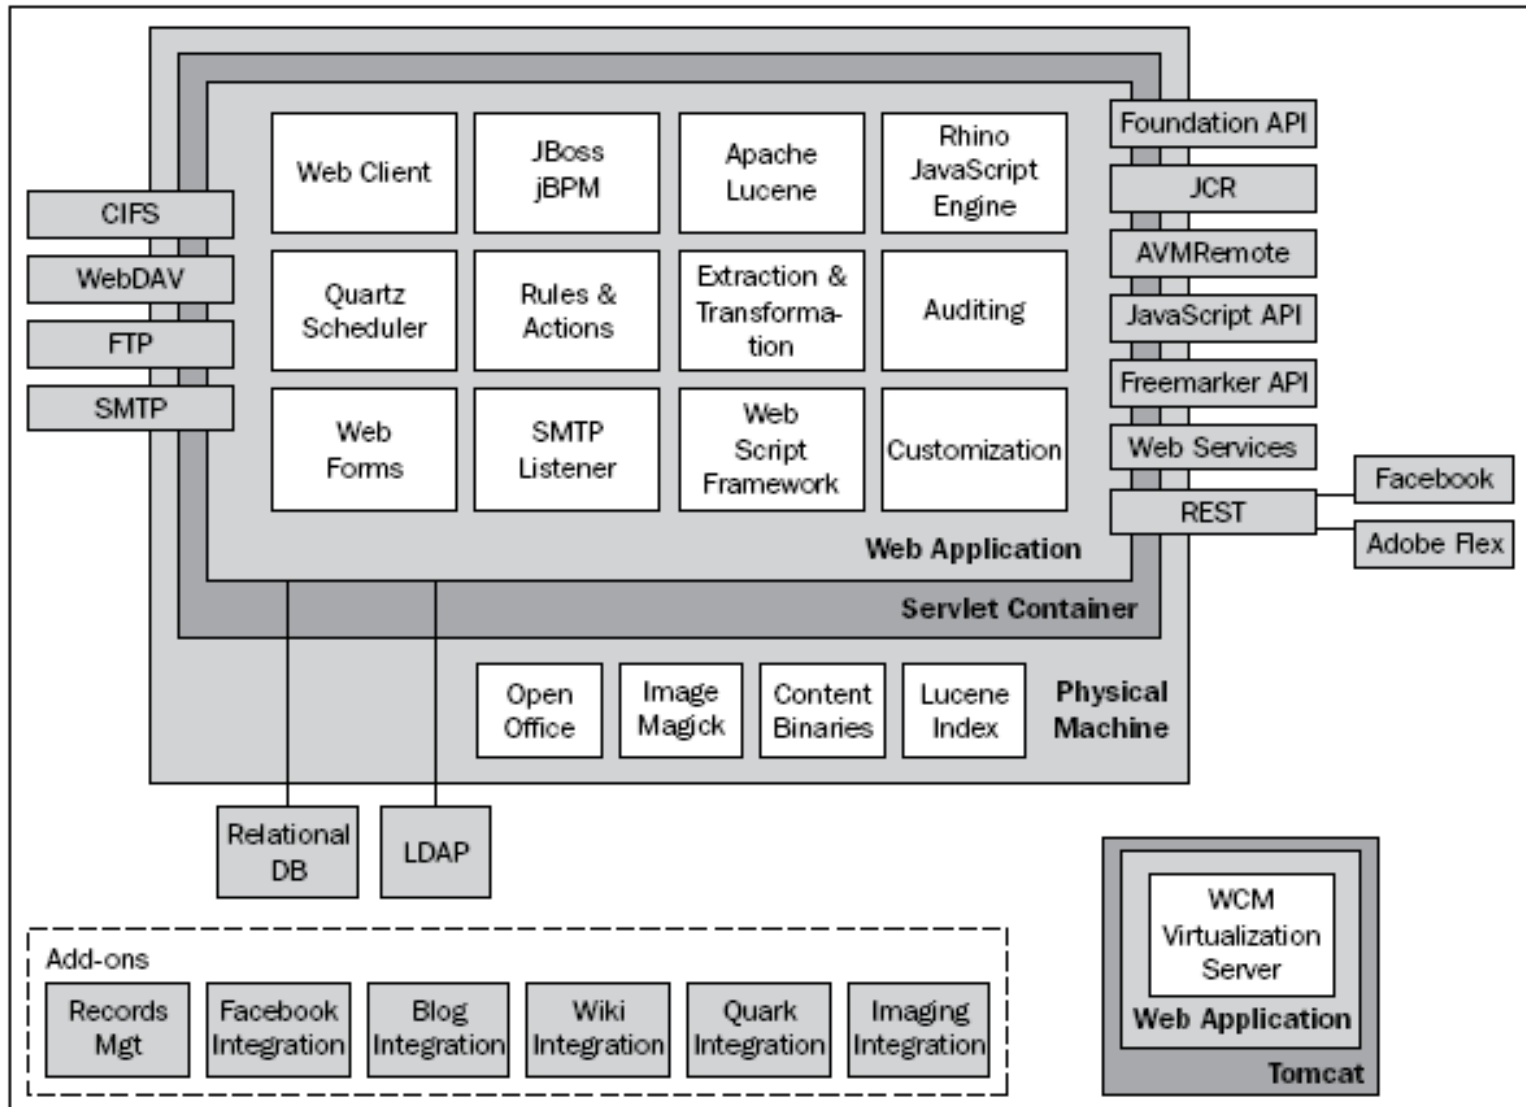 Web Client
JBoss
jBPM
Apache
Lucene
Rhino
JavaScript
Engine
Quartz
Scheduler
Rules &
Actions
Extraction &
Transforma-
tion
Auditing
Web
Forms
SMTP
Listener
Web
Script
Framework
Customization
Web Application
Servlet Container
CIFS
WebDAV
FTP
SMTP
Foundation API
JCR
AVMRemote
JavaScript API
Freemarker API
Web Services
REST
Facebook
Adobe Flex
Open
Office
Image
Magick
Content
Binaries
Lucene
Index
Physical
Machine
Relational
DB
LDAP
Add-ons
Records
Mgt
Facebook
Integration
Blog
Integration
Wiki
Integration
Quark
Integration
Imaging
Integration
WCM
Virtualization
Server
Web Application
Tomcat